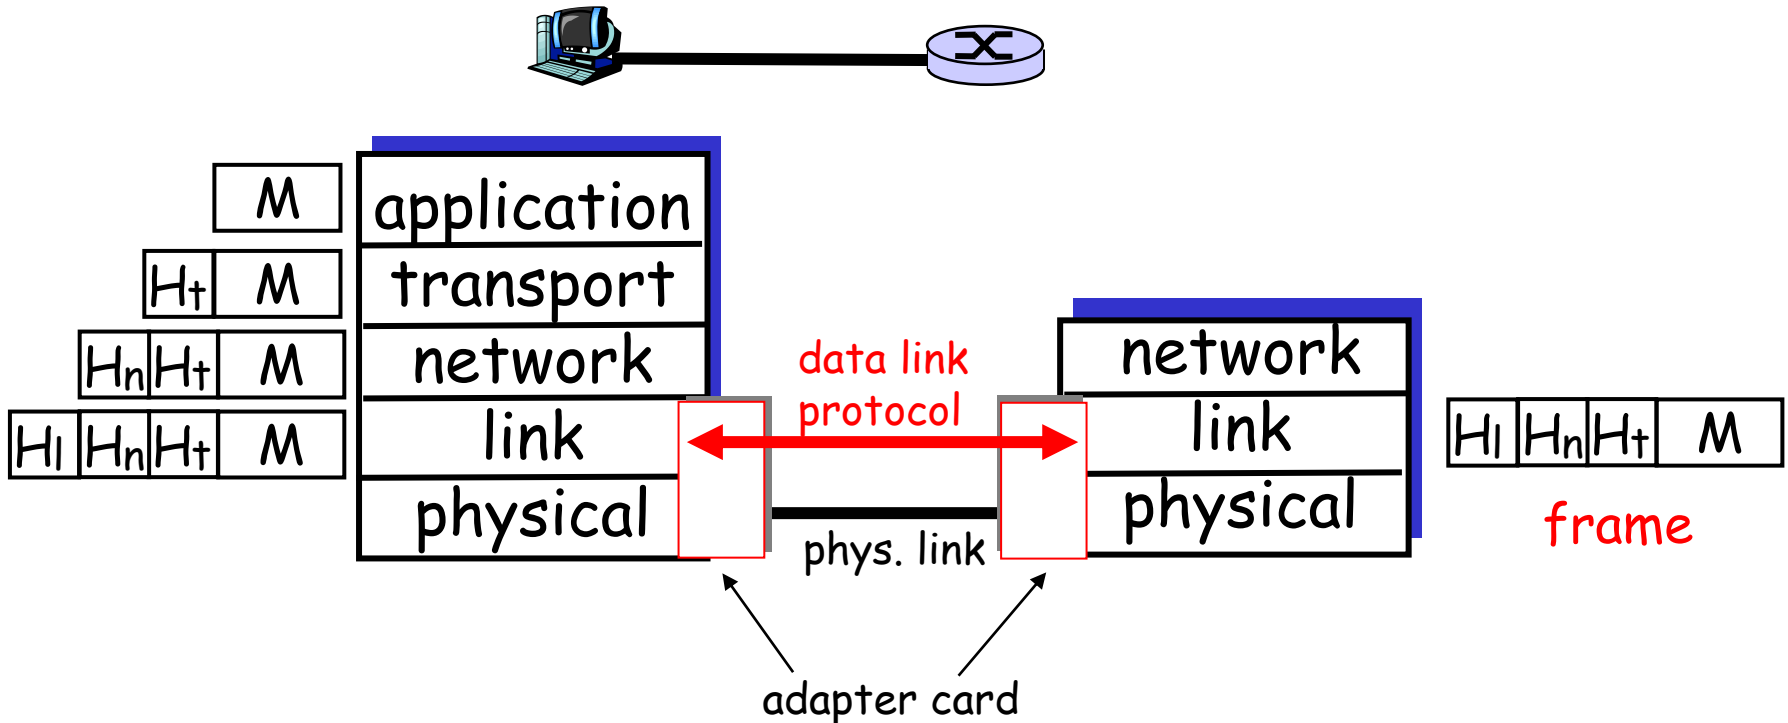 M
application
Ht M
transport
Hn Ht M
network
Hl Hn Ht M
link
physical
data link
protocol
phys. link
network
link
physical
Hl Hn Ht M
frame
adapter card